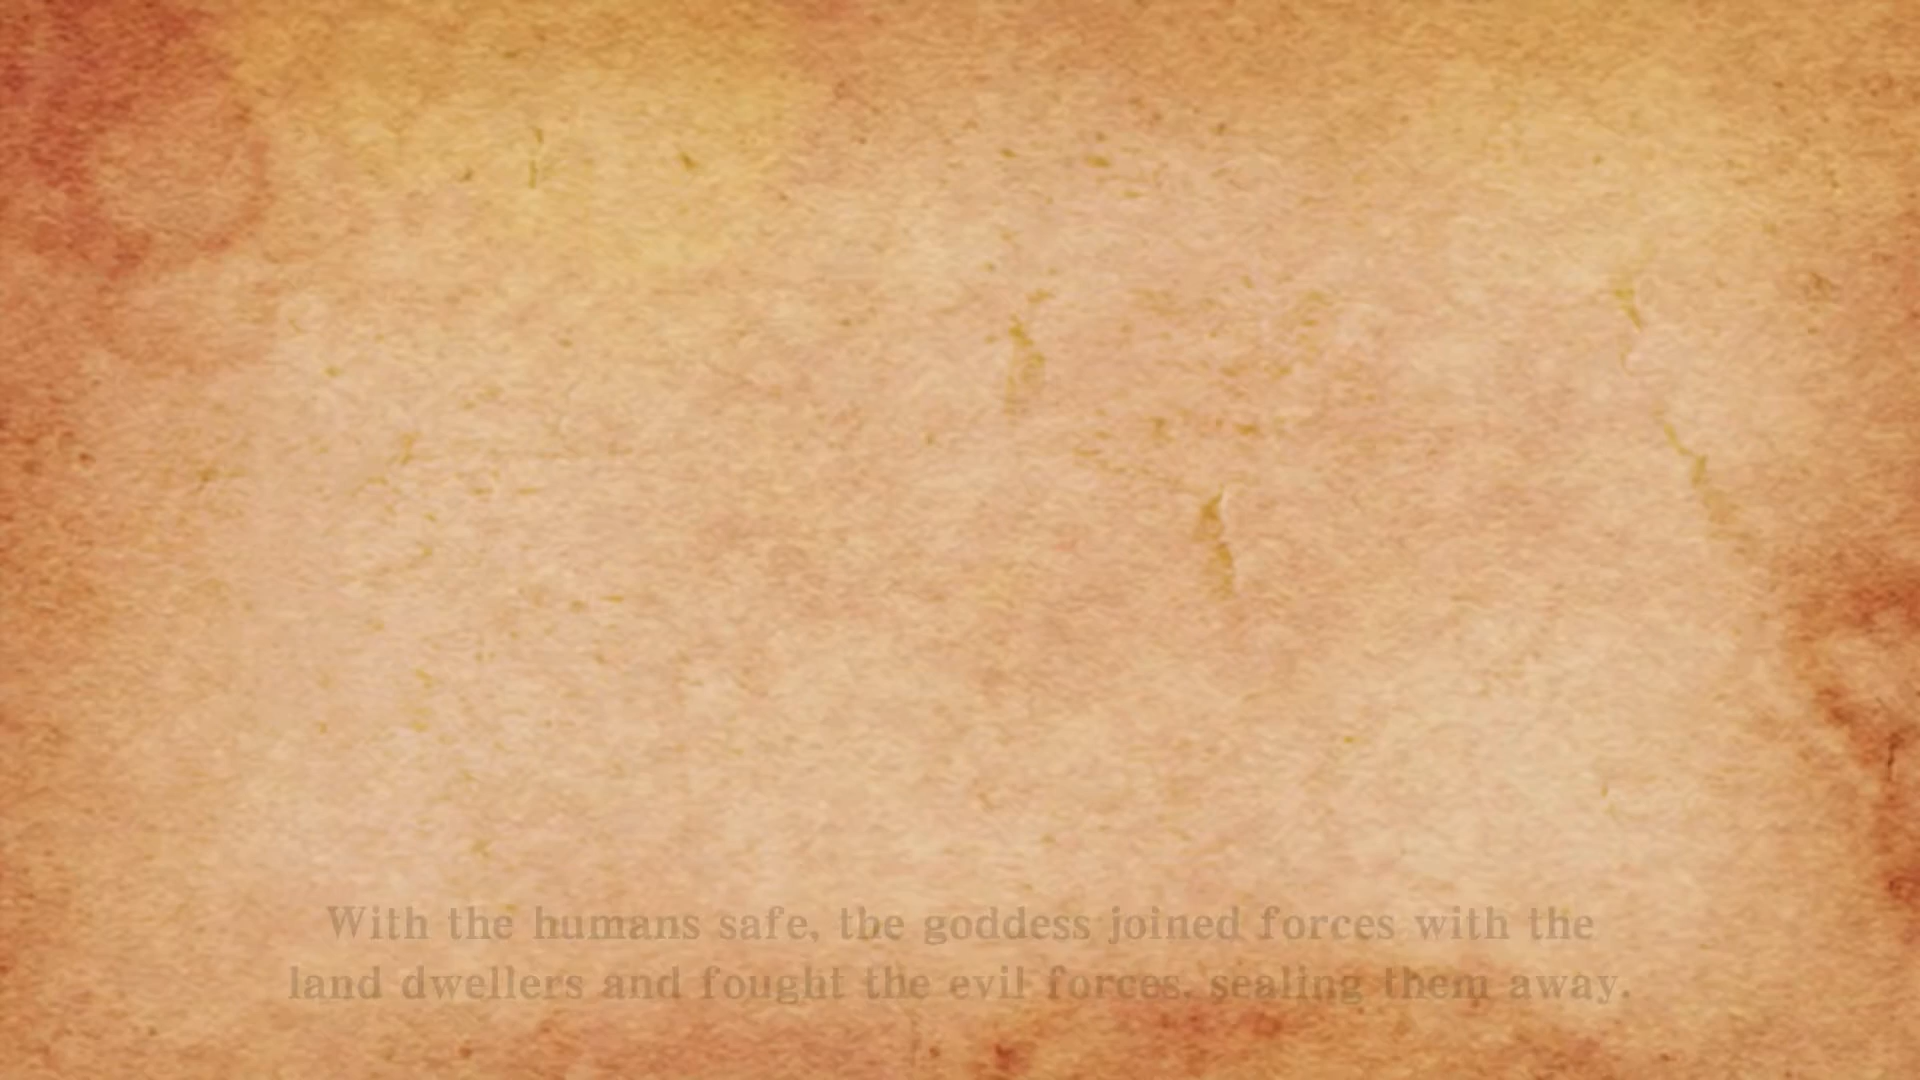 With the humans safe, the goddess joined forces with the
land dwellers and fought the evil forces, sealing them away.